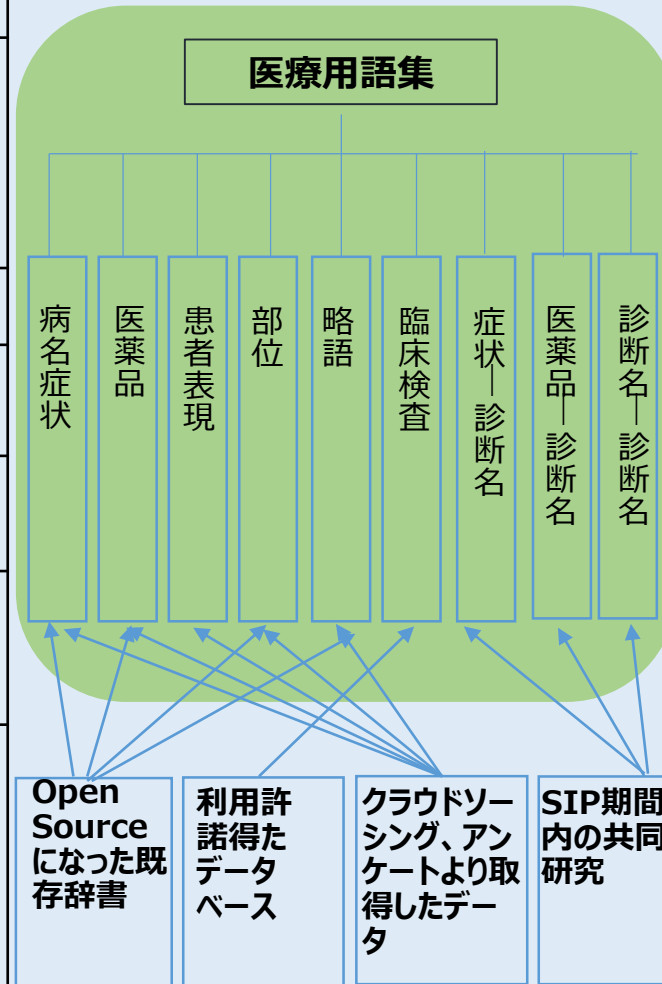 医療用語集
病名症状
医薬品
患者表現
部位
略語
臨床検査
症状―診断名
医薬品―診断名
診断名―診断名
Open
Source
になった既
存辞書
利用許
諾得た
データ
ベース
クラウドソー
シング、アン
ケートより取
得したデー
タ
SIP期間
内の共同
研究